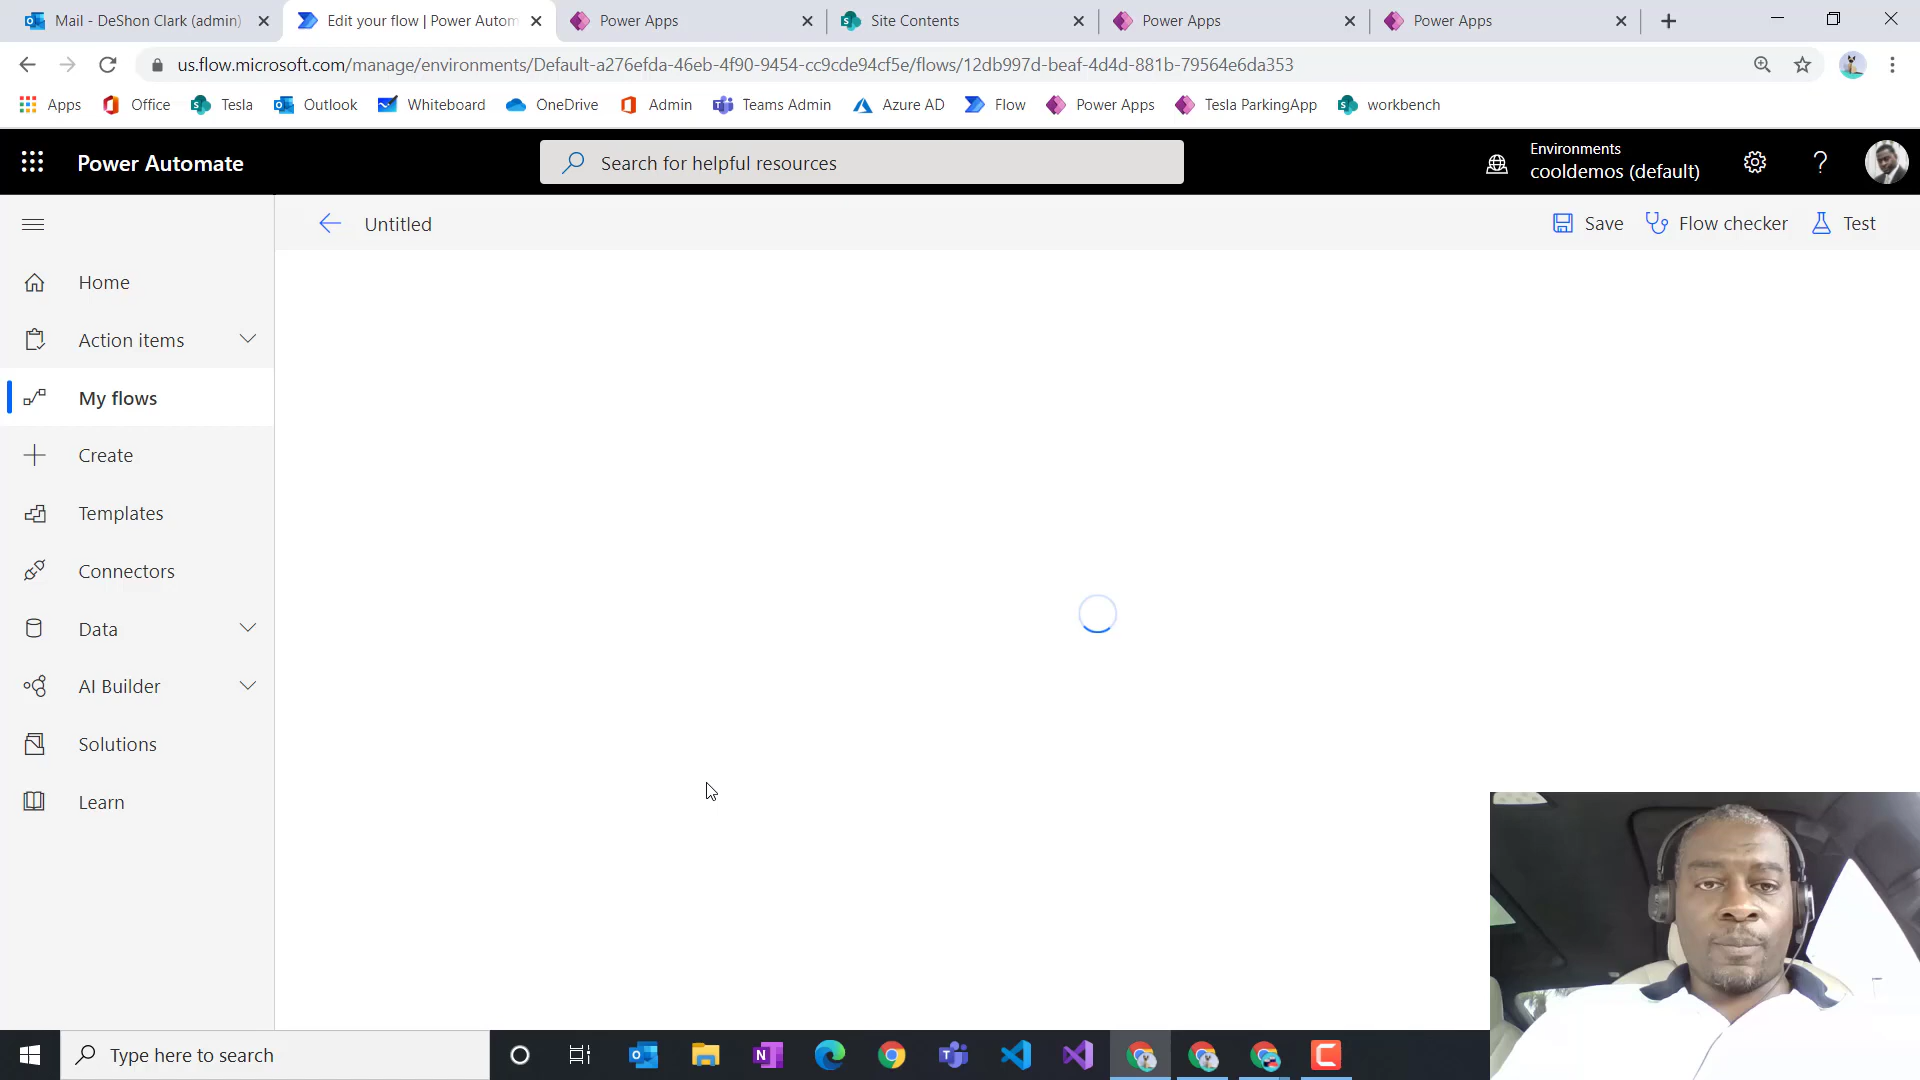 Mail - DeShon Clark (admin)
Edit your flow | Power Autom
Power Apps
Site Contents
Power Apps
Power Apps
us.flow.microsoft.com/manage/environments/Default-a276efda-46eb-4f90-9454-cc9cde94cf5e/flows/12db997d-beaf-4d4d-881b-79564e6da353
Apps
Office
Tesla
Outlook
Whiteboard
OneDrive
Admin
Teams Admin
Azure AD
Flow
Power Apps
Tesla ParkingApp
workbench
Power Automate
Search for helpful resources
Environments
cooldemos (default)
Untitled
Save
Flow checker
Test
Home
Action items
My flows
Create
Templates
Connectors
Data
AI Builder
Solutions
Learn
Type here to search